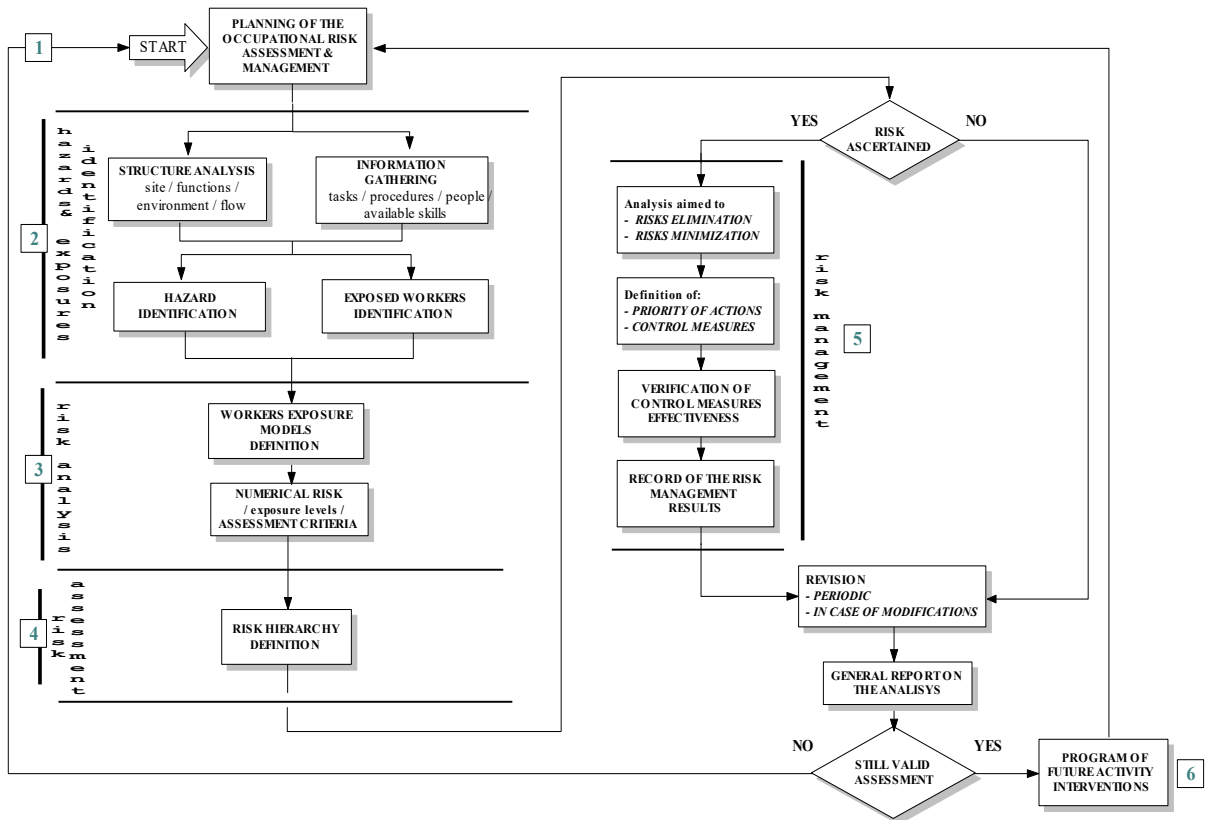 1
START
PLANNING OF THE
OCCUPATIONAL RISK
ASSESSMENT &
MANAGEMENT
2
hazards & exposures
identification
STRUCTURE ANALYSIS
site / functions /
environment / flow
INFORMATION
GATHERING
tasks / procedures / people /
available skills
HAZARD
IDENTIFICATION
EXPOSED WORKERS
IDENTIFICATION
3
risk analysis
WORKERS EXPOSURE
MODELS
DEFINITION
NUMERICAL RISK
/ exposure levels /
ASSESSMENT CRITERIA
4
risk
assessment
RISK HIERARCHY
DEFINITION
YES
RISK
ASCERTAINED
NO
Analysis aimed to
- RISKS ELIMINATION
- RISKS MINIMIZATION
Definition of:
- PRIORITY OF ACTIONS
- CONTROL MEASURES
VERIFICATION OF
CONTROL MEASURES
EFFECTIVENESS
RECORD OF THE RISK
MANAGEMENT
RESULTS
risk management
5
REVISION
- PERIODIC
- IN CASE OF MODIFICATIONS
GENERAL REPORT ON
THE ANALISYS
NO
STILL VALID
ASSESSMENT
YES
PROGRAM OF
FUTURE ACTIVITY
INTERVENTIONS
6